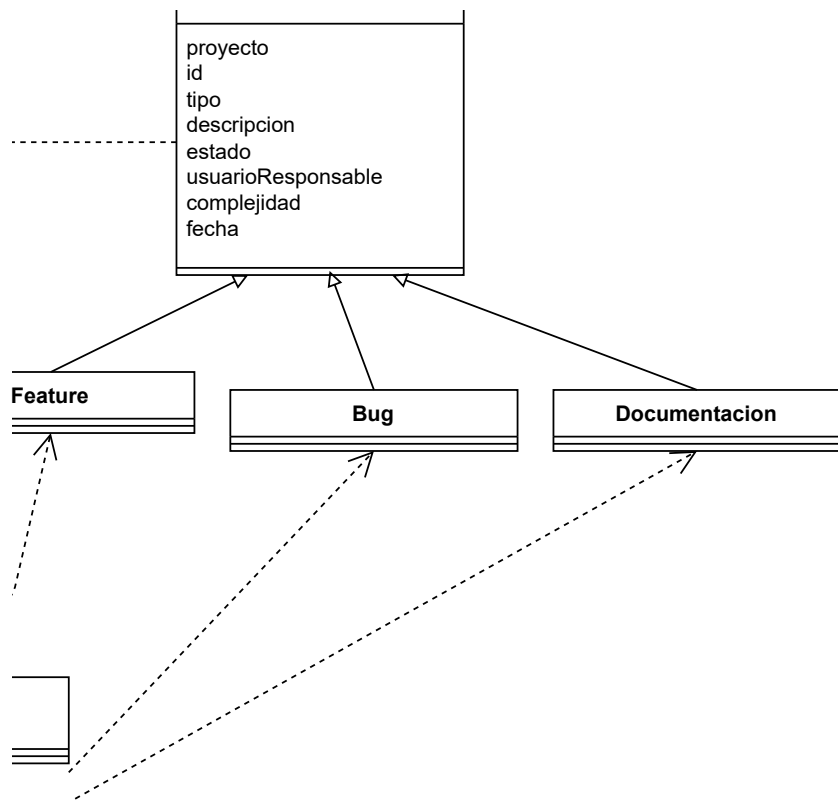 proyecto
id
tipo
descripcion
estado
usuarioResponsable
complejidad
fecha
Feature
Bug
Documentacion